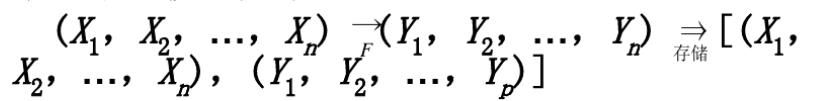 (X₁, X₂, …, Xₙ) →F (Y₁, Y₂, …, Yₙ) ⇒存储 [(X₁,
X₂, …, Xₙ), (Y₁, Y₂, …, Yₚ)]